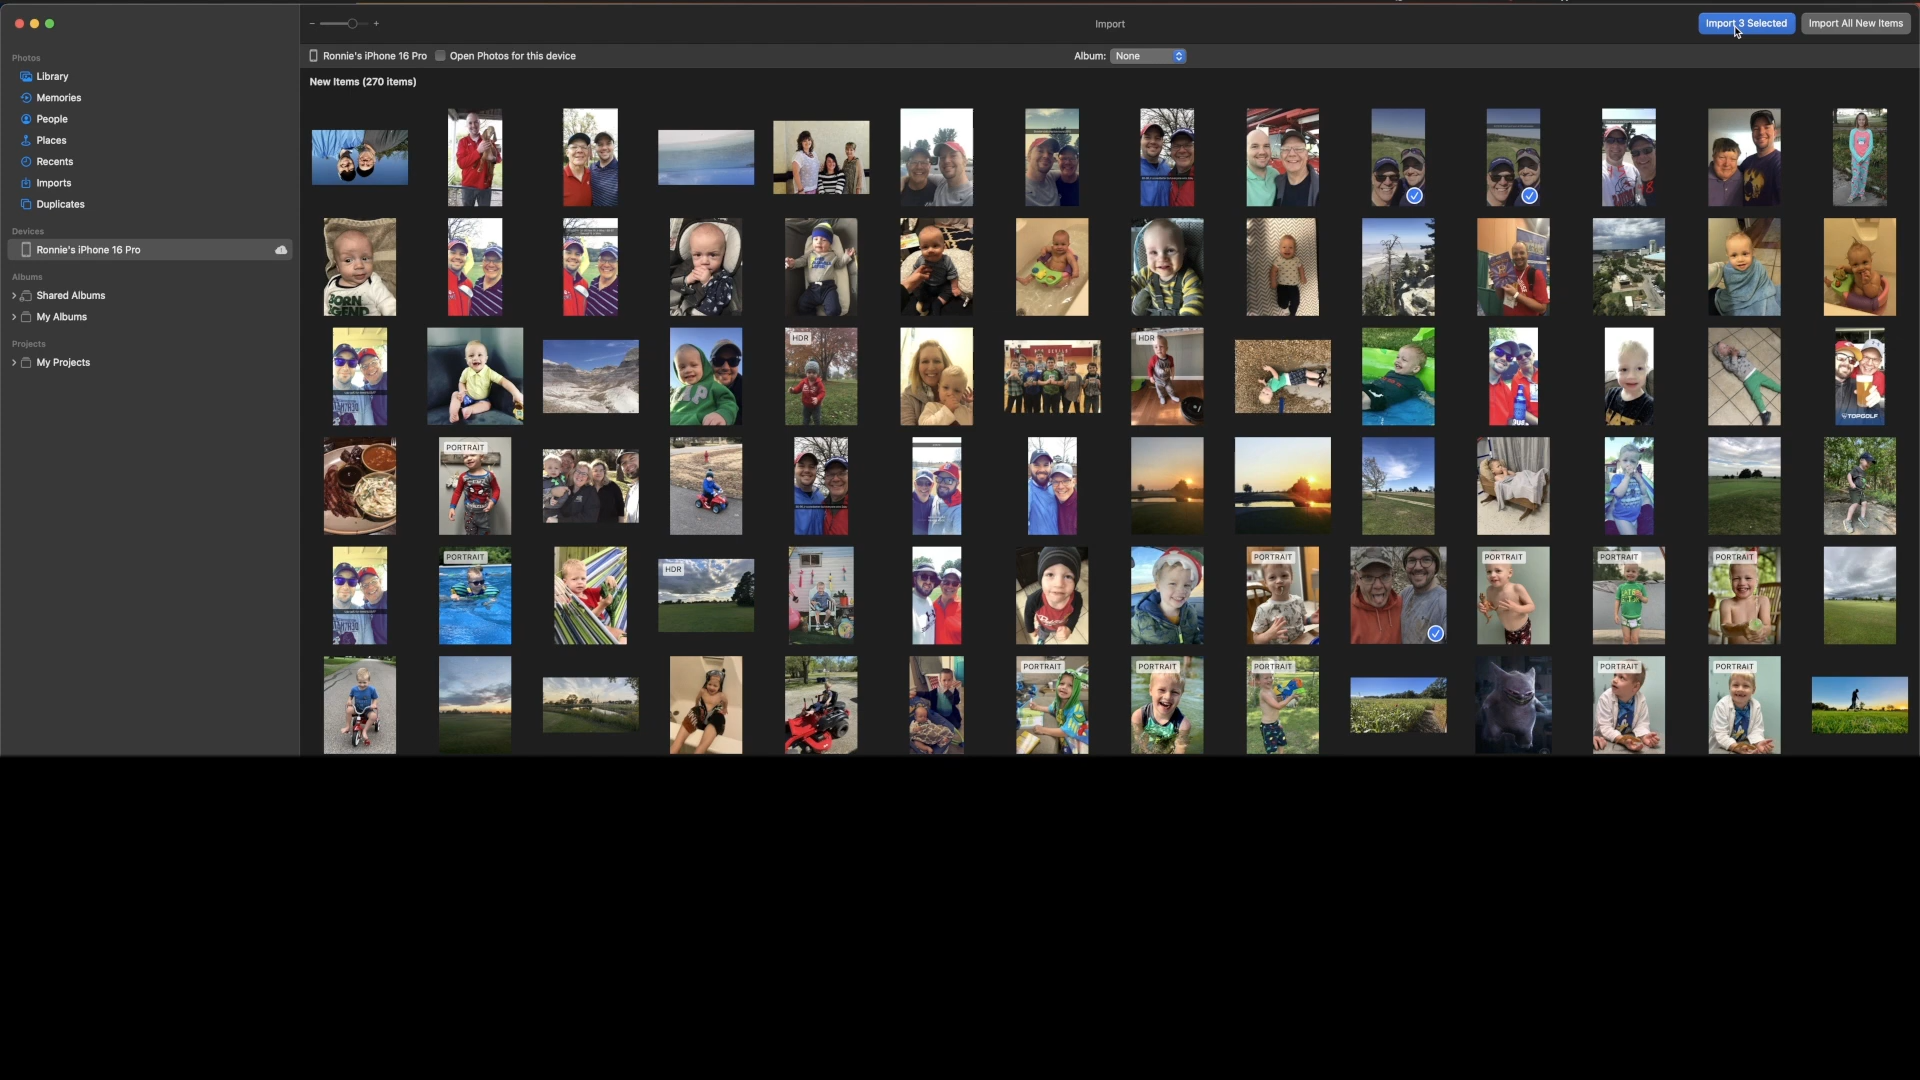 Import
Import 3 Selected
Import All New Items
Photos
Library
Memories
People
Places
Recents
Imports
Duplicates
Devices
Ronnie's iPhone 16 Pro
Albums
Shared Albums
My Albums
Projects
My Projects
Ronnie's iPhone 16 Pro
Open Photos for this device
Album: None
New Items (270 items)
HDR
HDR
TOPGOLF
PORTRAIT
PORTRAIT
HDR
PORTRAIT
PORTRAIT
PORTRAIT
PORTRAIT
PORTRAIT
PORTRAIT
PORTRAIT
PORTRAIT
PORTRAIT